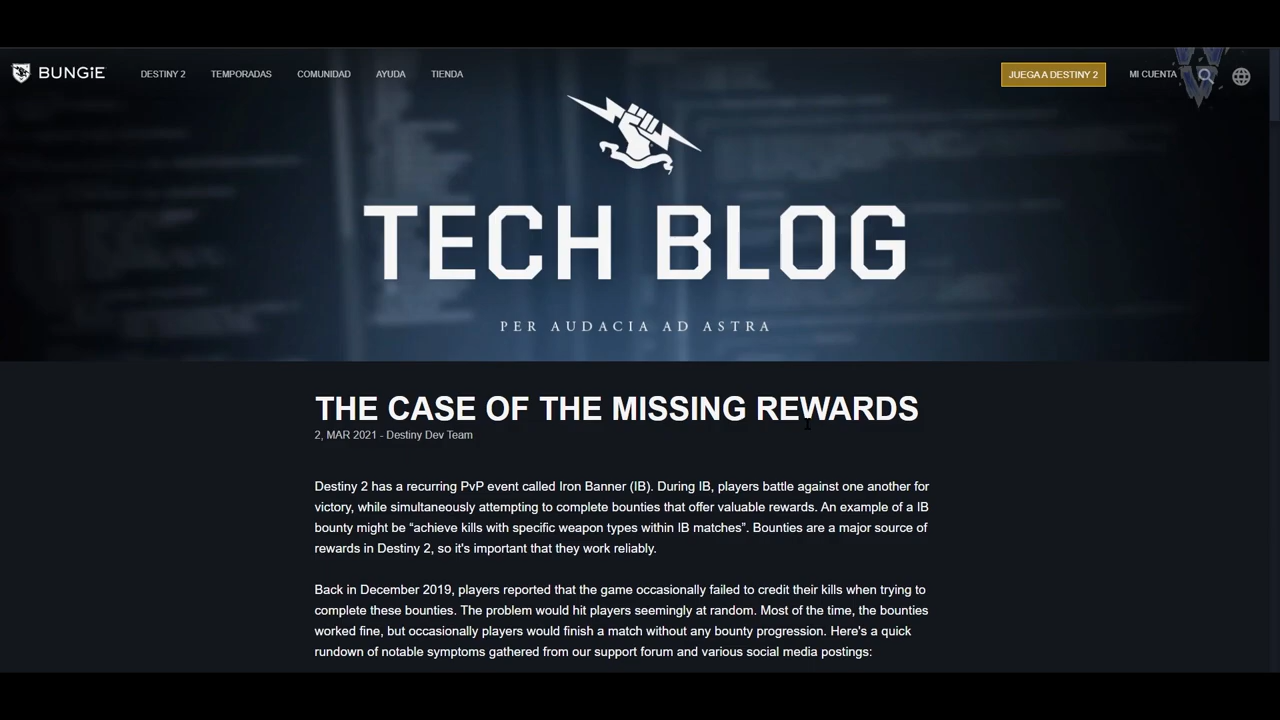 BUNGiE DESTINY 2 TEMPORADAS COMUNIDAD AYUDA TIENDA JUEGA A DESTINY 2 MI CUENTA
TECH BLOG
PER AUDACIA AD ASTRA
THE CASE OF THE MISSING REWARDS
2, MAR 2021 - Destiny Dev Team
Destiny 2 has a recurring PvP event called Iron Banner (IB). During IB, players battle against one another for
victory, while simultaneously attempting to complete bounties that offer valuable rewards. An example of a IB
bounty might be “achieve kills with specific weapon types within IB matches”. Bounties are a major source of
rewards in Destiny 2, so it's important that they work reliably.
Back in December 2019, players reported that the game occasionally failed to credit their kills when trying to
complete these bounties. The problem would hit players seemingly at random. Most of the time, the bounties
worked fine, but occasionally players would finish a match without any bounty progression. Here's a quick
rundown of notable symptoms gathered from our support forum and various social media postings: